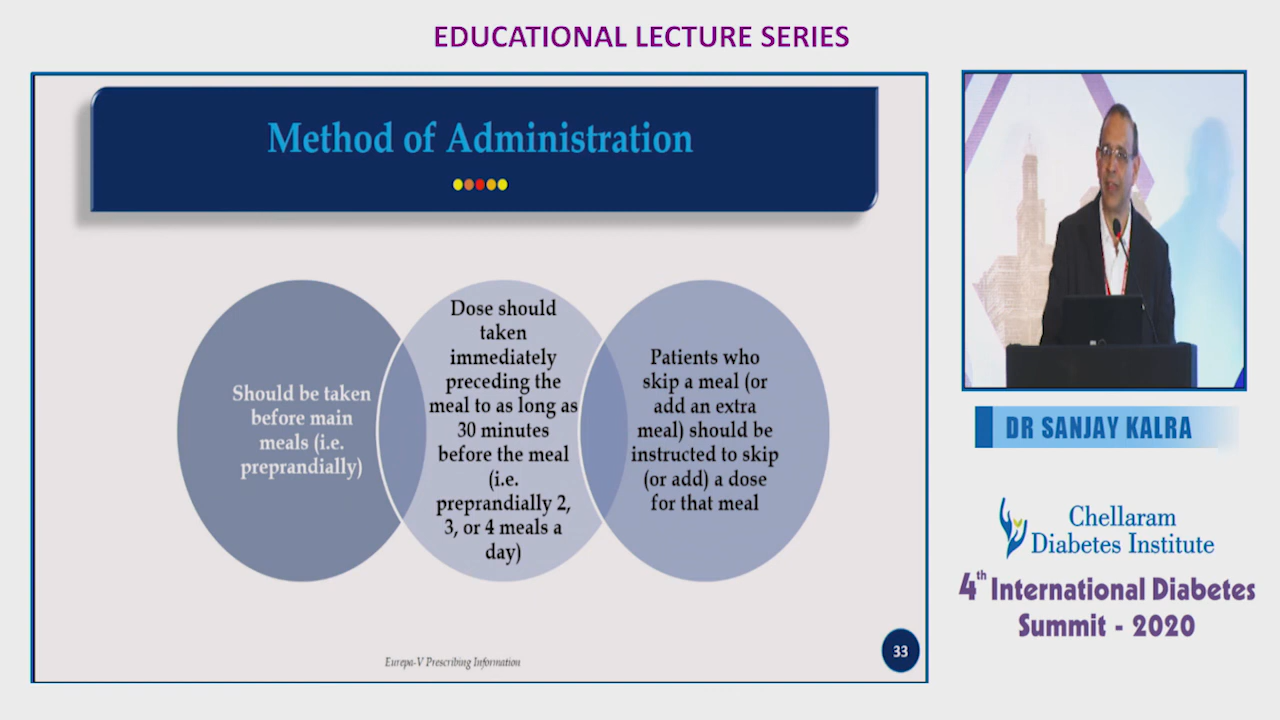 EDUCATIONAL LECTURE SERIES
Method of Administration
Should be taken
before main
meals (i.e.
preprandially)
Dose should
taken
immediately
preceding the
meal to as long as
30 minutes
before the meal
(i.e.
preprandially 2,
3, or 4 meals a
day)
Patients who
skip a meal (or
add an extra
meal) should be
instructed to skip
(or add) a dose
for that meal
Eurepa-V Prescribing Information
33
DR SANJAY KALRA
Chellaram
Diabetes Institute
4th International Diabetes
Summit - 2020